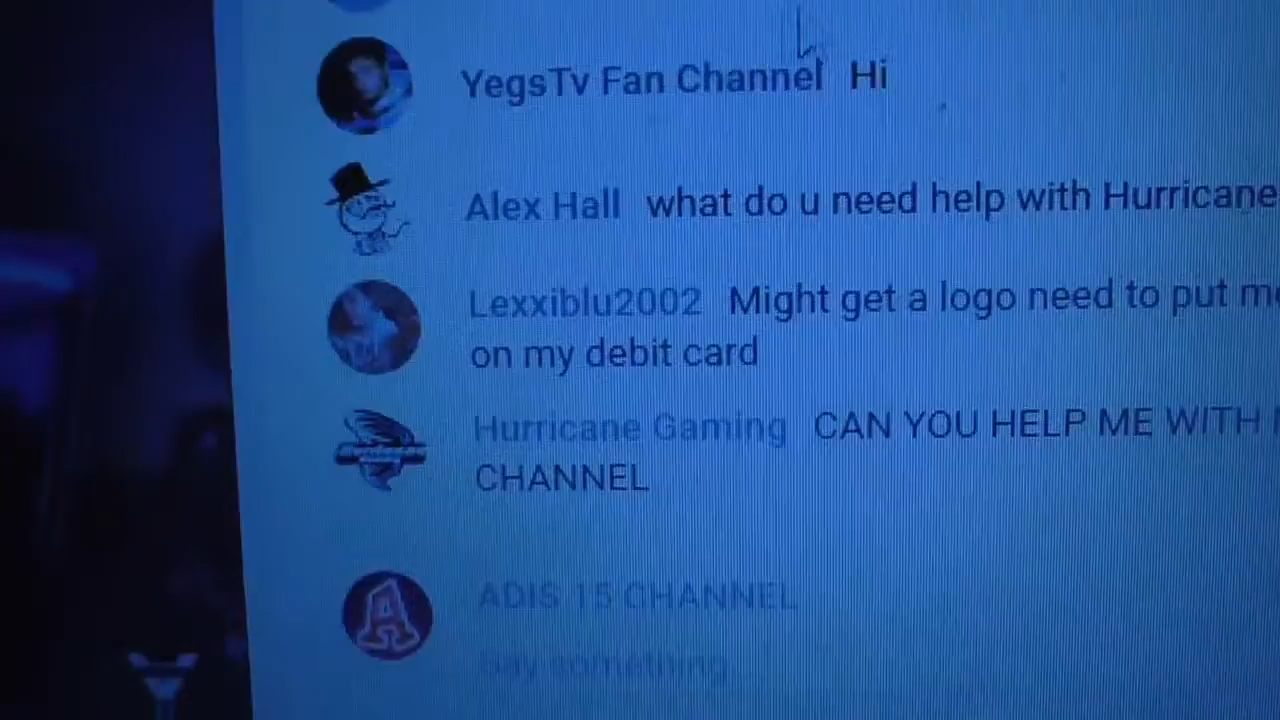 YegsTv Fan Channel Hi
Alex Hall what do u need help with Hurricane
Lexxiblu2002 Might get a logo need to put
on my debit card
Hurricane Gaming CAN YOU HELP ME WITH
CHANNEL
ADIS 15 CHANNEL
Say something